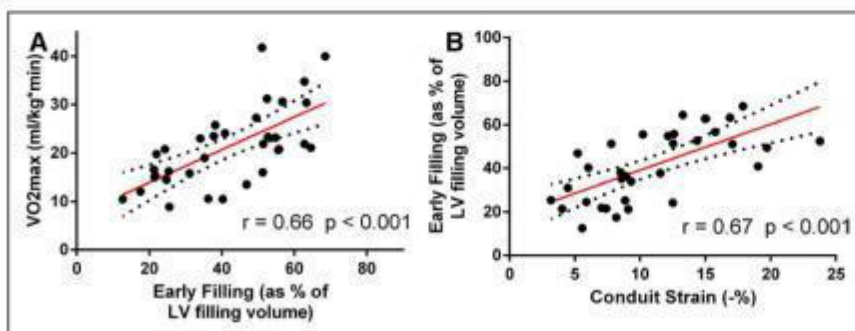 A
VO2max (ml/kg*min)
40
30
20
10
0
20
40
60
80
r = 0.66 p < 0.001
Early Filling (as % of
LV filling volume)
B
Early Filling (as % of
LV filling volume)
100
80
60
40
20
0
0
5
10
15
20
25
r = 0.67 p < 0.001
Conduit Strain (-%)